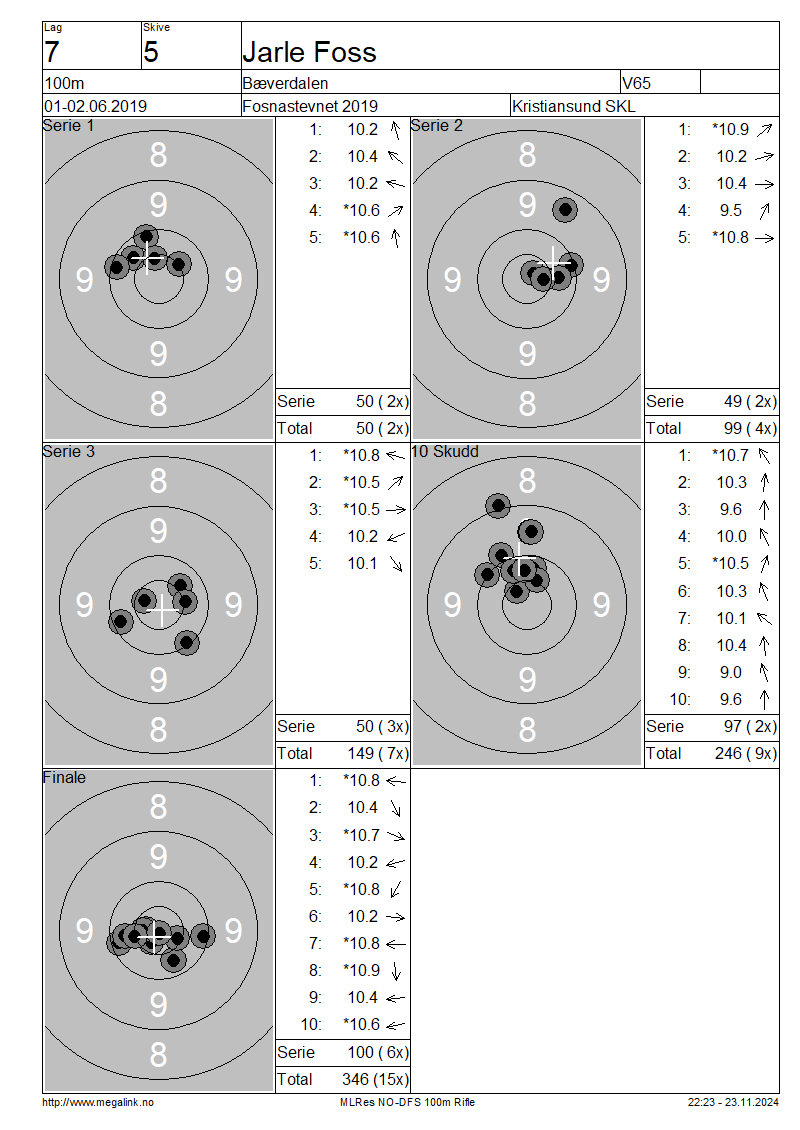 Lag Skive
7 5 Jarle Foss
100m Bæverdalen V65
01-02.06.2019 Fosnastevnet 2019 Kristiansund SKL
Serie 1
8
9
9 9
9
8
1: 10.2
2: 10.4
3: 10.2
4: *10.6
5: *10.6
Serie 50 ( 2x)
Total 50 ( 2x)
Serie 2
8
9
9 9
9
8
1: *10.9
2: 10.2
3: 10.4
4: 9.5
5: *10.8
Serie 49 ( 2x)
Total 99 ( 4x)
Serie 3
8
9
9 9
9
8
1: *10.8
2: *10.5
3: *10.5
4: 10.2
5: 10.1
Serie 50 ( 3x)
Total 149 ( 7x)
10 Skudd
8
9 9
9
8
1: *10.7
2: 10.3
3: 9.6
4: 10.0
5: *10.5
6: 10.3
7: 10.1
8: 10.4
9: 9.0
10: 9.6
Serie 97 ( 2x)
Total 246 ( 9x)
Finale
8
9
9 9
9
8
1: *10.8
2: 10.4
3: *10.7
4: 10.2
5: *10.8
6: 10.2
7: *10.8
8: *10.9
9: 10.4
10: *10.6
Serie 100 ( 6x)
Total 346 (15x)
http://www.megalink.no MLRes NO-DFS 100m Rifle 22:23 - 23.11.2024